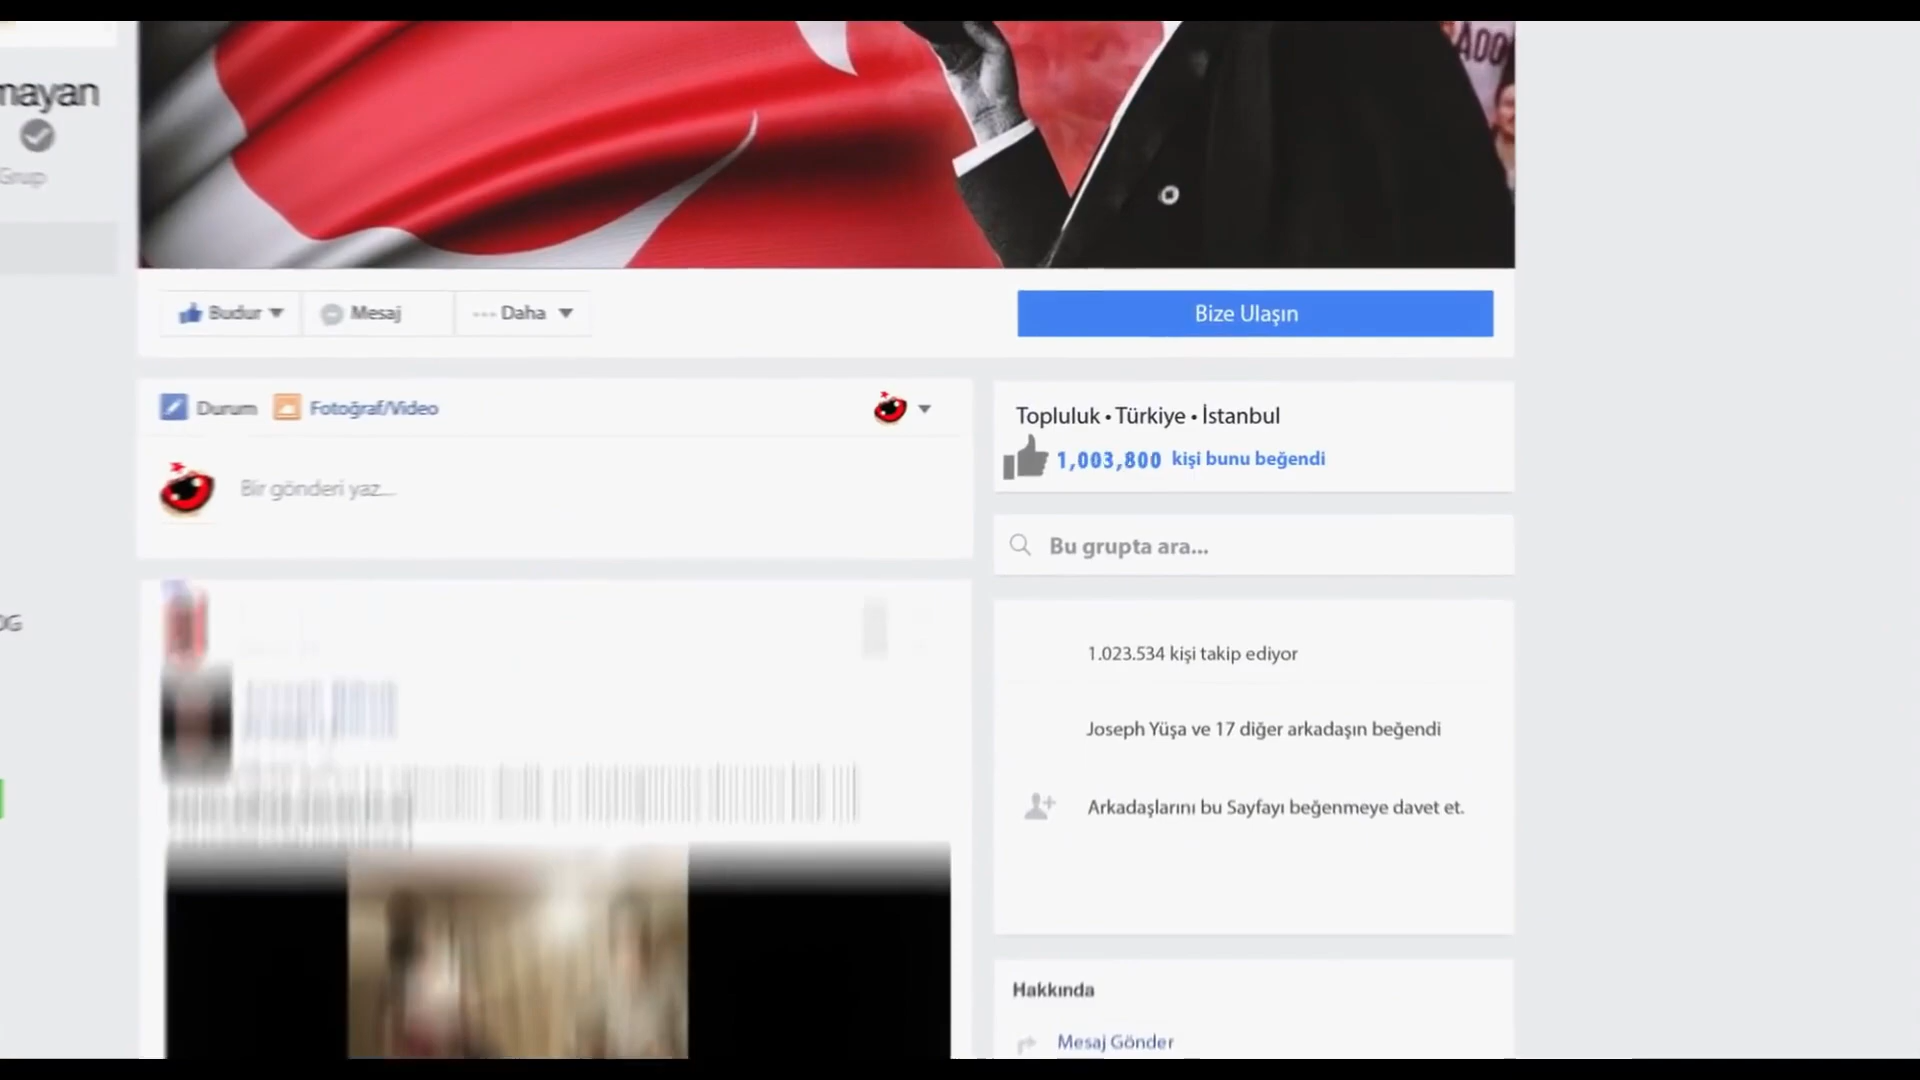 mayan
Grup
Budur
Mesaj
Daha
Bize Ulaşın
Durum
Fotoğraf/Video
Bir gönderi yaz...
Topluluk • Türkiye • İstanbul
1,003,800 kişi bunu beğendi
Bu grupta ara...
1.023.534 kişi takip ediyor
Joseph Yüşa ve 17 diğer arkadaşın beğendi
Arkadaşlarını bu Sayfayı beğenmeye davet et.
Hakkında
Mesaj Gönder